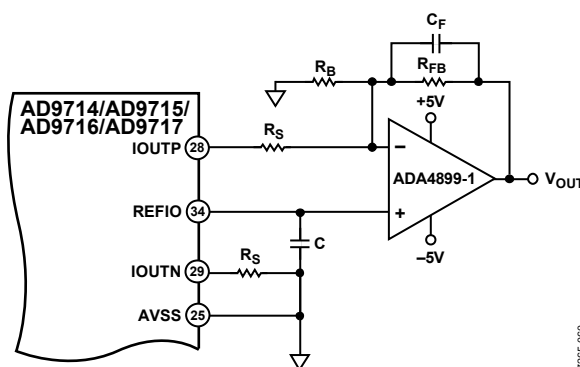 C_F
R_B
R_FB
AD9714/AD9715/
AD9716/AD9717
+5V
IOUTP
28
R_S
–
ADA4899-1
V_OUT
REFIO
34
+
C
–5V
IOUTN
29
R_S
AVSS
25